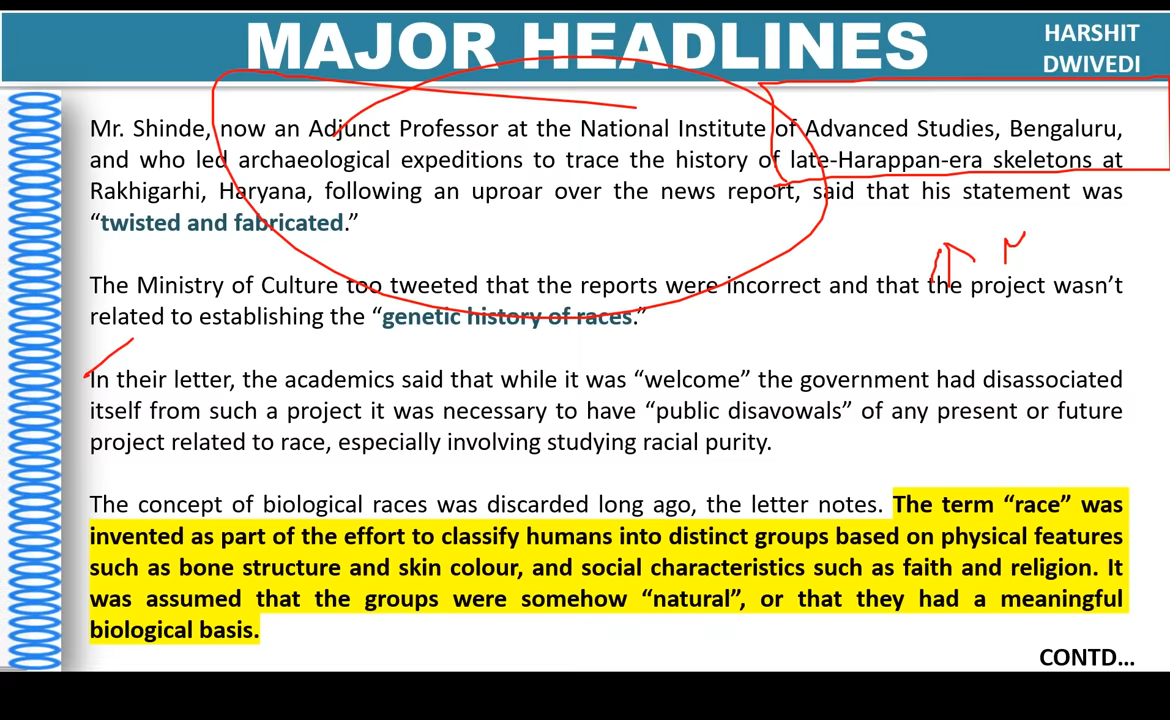 MAJOR HEADLINES
HARSHIT
DWIVEDI
Mr. Shinde, now an Adjunct Professor at the National Institute of Advanced Studies, Bengaluru,
and who led archaeological expeditions to trace the history of late-Harappan-era skeletons at
Rakhigarhi, Haryana, following an uproar over the news report, said that his statement was
“twisted and fabricated.”
The Ministry of Culture too tweeted that the reports were incorrect and that the project wasn’t
related to establishing the “genetic history of races.”
In their letter, the academics said that while it was “welcome” the government had disassociated
itself from such a project it was necessary to have “public disavowals” of any present or future
project related to race, especially involving studying racial purity.
The concept of biological races was discarded long ago, the letter notes. The term “race” was
invented as part of the effort to classify humans into distinct groups based on physical features
such as bone structure and skin colour, and social characteristics such as faith and religion. It
was assumed that the groups were somehow “natural”, or that they had a meaningful
biological basis.
CONTD...